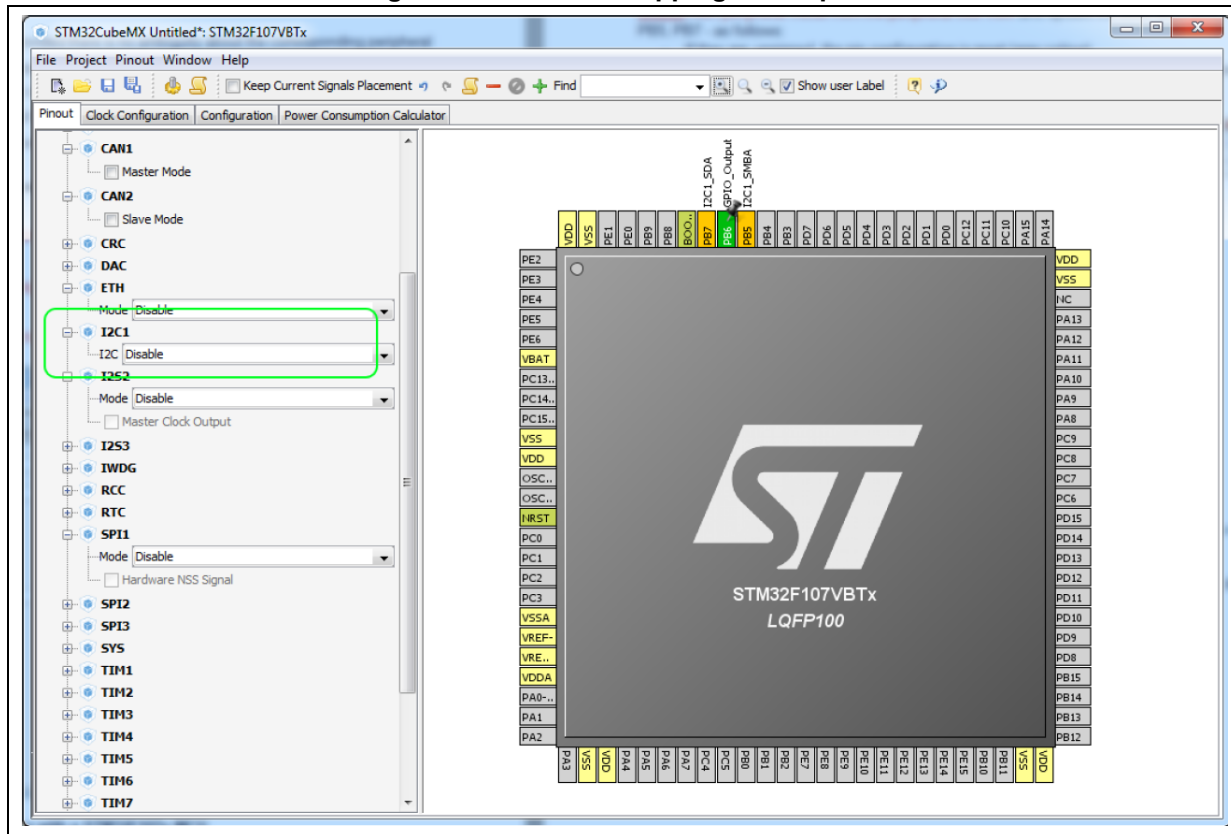 STM32CubeMX Untitled*: STM32F107VBTx
File Project Pinout Window Help
Keep Current Signals Placement Find Show user Label
Pinout Clock Configuration Configuration Power Consumption Calculator
CAN1
Master Mode
CAN2
Slave Mode
CRC
DAC
ETH
Mode Disable
I2C1
I2C Disable
I2S2
Mode Disable
Master Clock Output
I2S3
IWDG
RCC
RTC
SPI1
Mode Disable
Hardware NSS Signal
SPI2
SPI3
SYS
TIM1
TIM2
TIM3
TIM4
TIM5
TIM6
TIM7
I2C1_SDA
GPIO_Output
I2C1_SMBA
VDD VSS PE1 PE0 PB9 PB8 BOO.. PB7 PB6 PB5 PB4 PB3 PD7 PD6 PD5 PD4 PD3 PD2 PD1 PD0 PC12 PC11 PC10 PA15 PA14
PE2
PE3
PE4
PE5
PE6
VBAT
PC13..
PC14..
PC15..
VSS
VDD
OSC..
OSC..
NRST
PC0
PC1
PC2
PC3
VSSA
VREF-
VRE..
VDDA
PA0-..
PA1
PA2
ST
STM32F107VBTx
LQFP100
VDD
VSS
NC
PA13
PA12
PA11
PA10
PA9
PA8
PC9
PC8
PC7
PC6
PD15
PD14
PD13
PD12
PD11
PD10
PD9
PD8
PB15
PB14
PB13
PB12
PA3 VSS VDD PA4 PA5 PA6 PA7 PC4 PC5 PB0 PB1 PB2 PE7 PE8 PE9 PE10 PE11 PE12 PE13 PE14 PE15 PB10 PB11 VSS VDD